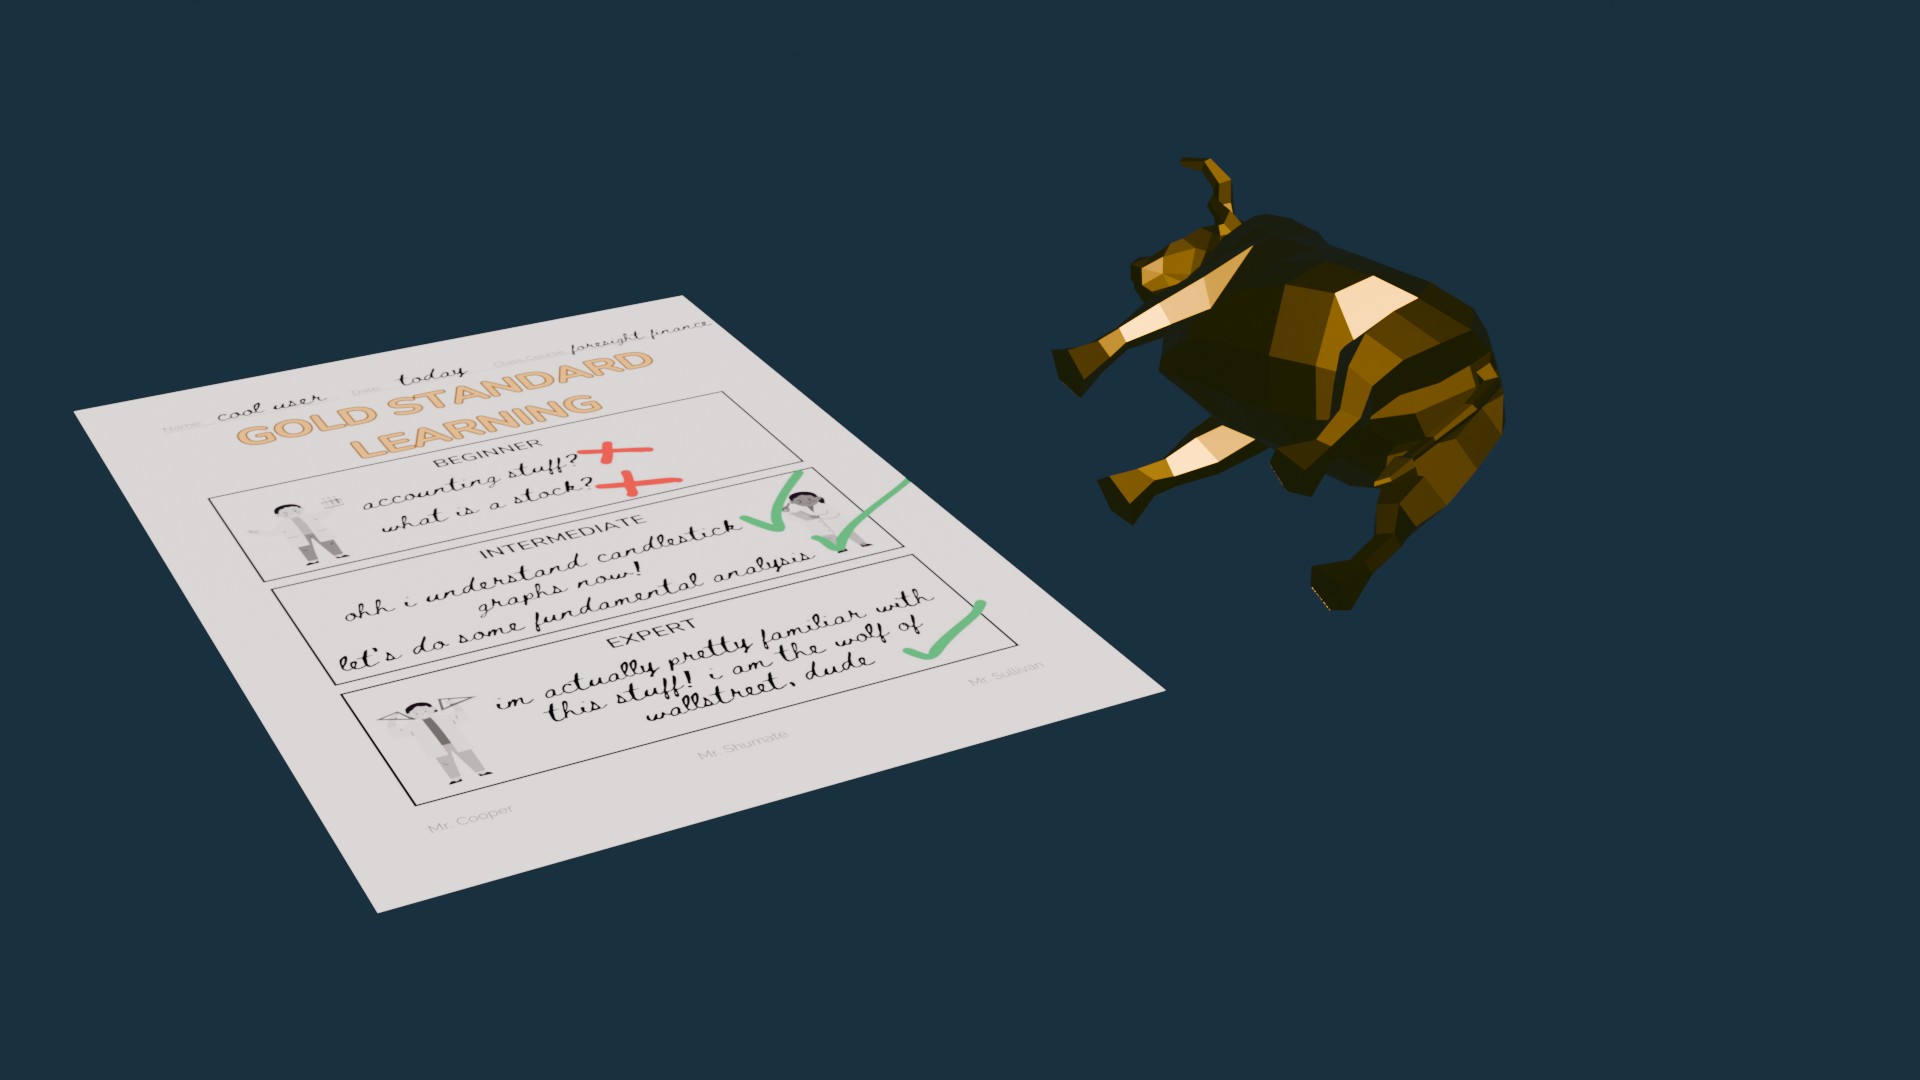 Name: cool user Date: today Class Course: foresight finance
GOLD STANDARD
LEARNING
BEGINNER
accounting stuff?
what is a stock?
INTERMEDIATE
ohh i understand candlestick
graphs now!
let's do some fundamental analysis
EXPERT
im actually pretty familiar with
this stuff! i am the wolf of
wallstreet, dude
Mr. Cooper Mr. Shumate Mr. Sullivan